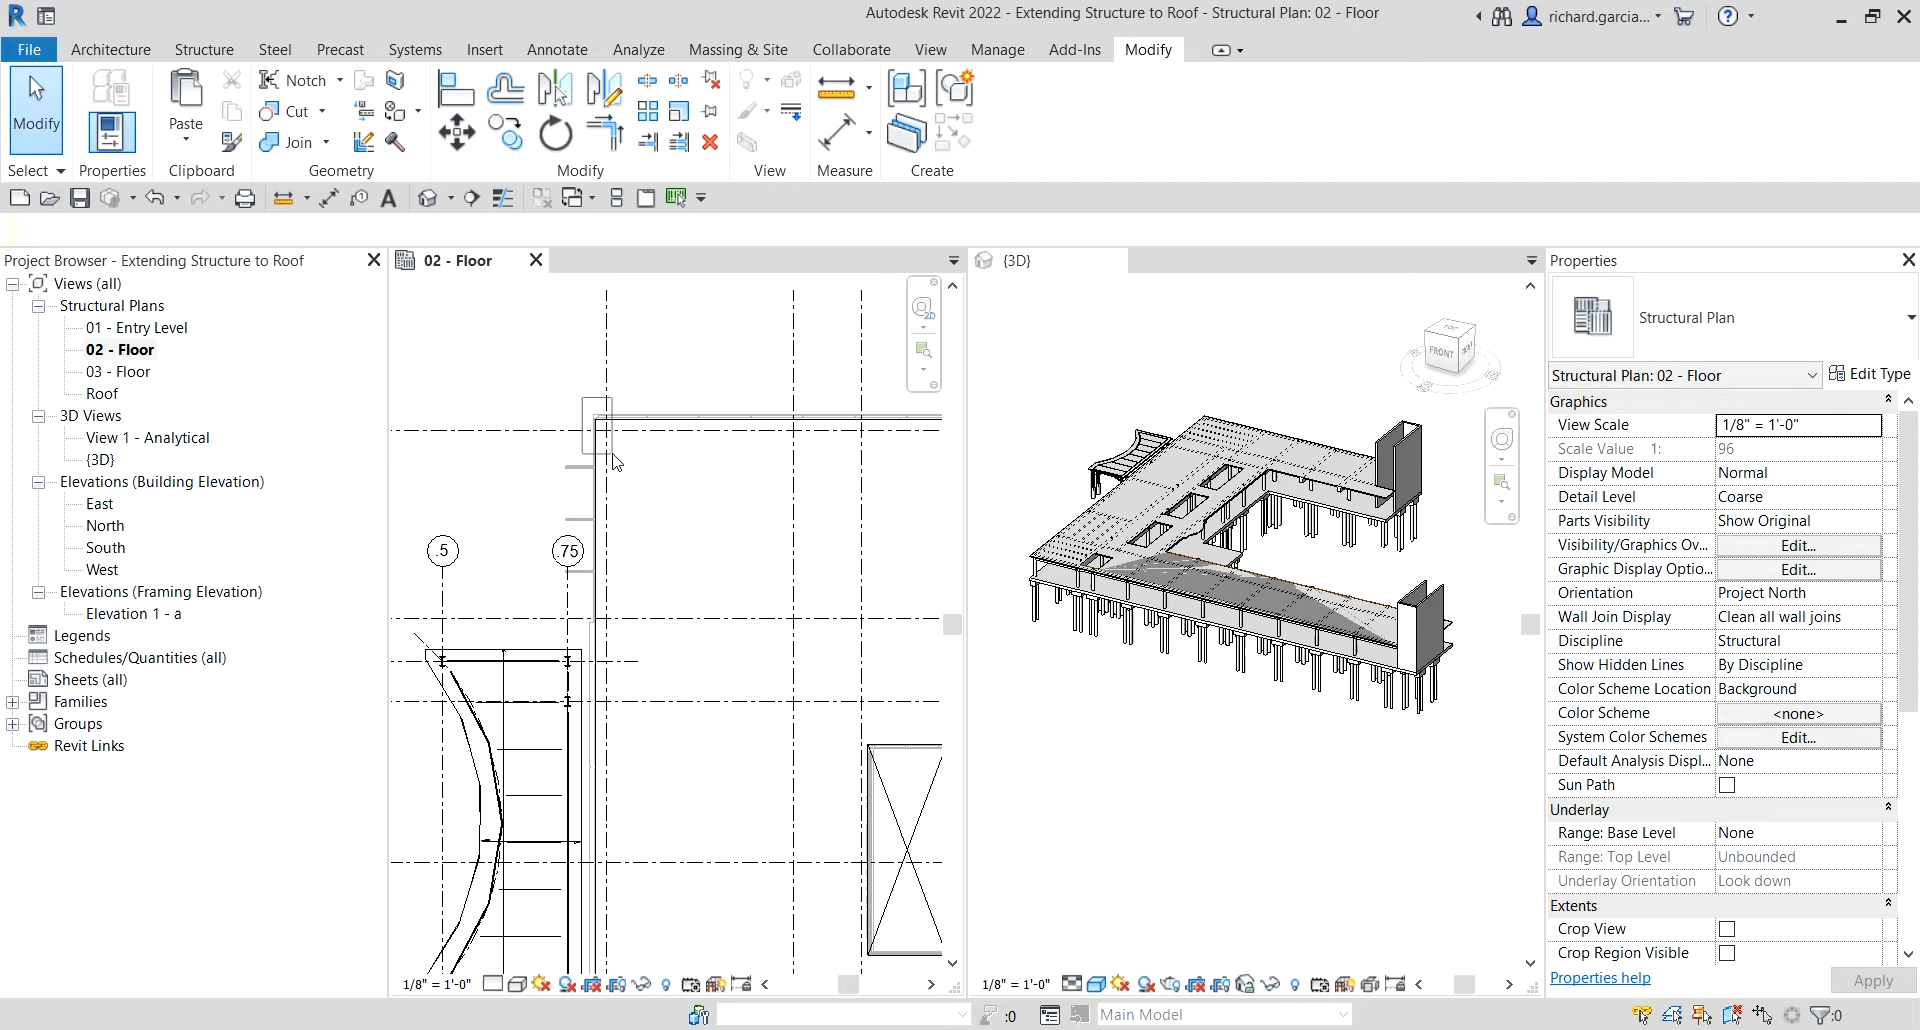 Autodesk Revit 2022 - Extending Structure to Roof - Structural Plan: 02 - Floor
richard.garcia...
File Architecture Structure Steel Precast Systems Insert Annotate Analyze Massing & Site Collaborate View Manage Add-Ins Modify
Modify
Paste
Notch
Cut
Join
Select Properties Clipboard Geometry Modify View Measure Create
Project Browser - Extending Structure to Roof
Views (all)
Structural Plans
01 - Entry Level
02 - Floor
03 - Floor
Roof
3D Views
View 1 - Analytical
{3D}
Elevations (Building Elevation)
East
North
South
West
Elevations (Framing Elevation)
Elevation 1 - a
Legends
Schedules/Quantities (all)
Sheets (all)
Families
Groups
Revit Links
02 - Floor
2D
.5
.75
1/8" = 1'-0"
{3D}
TOP
FRONT
1/8" = 1'-0"
Properties
Structural Plan
Structural Plan: 02 - Floor
Edit Type
Graphics
View Scale 1/8" = 1'-0"
Scale Value 1: 96
Display Model Normal
Detail Level Coarse
Parts Visibility Show Original
Visibility/Graphics Ov... Edit...
Graphic Display Optio... Edit...
Orientation Project North
Wall Join Display Clean all wall joins
Discipline Structural
Show Hidden Lines By Discipline
Color Scheme Location Background
Color Scheme <none>
System Color Schemes Edit...
Default Analysis Displ... None
Sun Path
Underlay
Range: Base Level None
Range: Top Level Unbounded
Underlay Orientation Look down
Extents
Crop View
Crop Region Visible
Properties help
Apply
:0
Main Model
:0